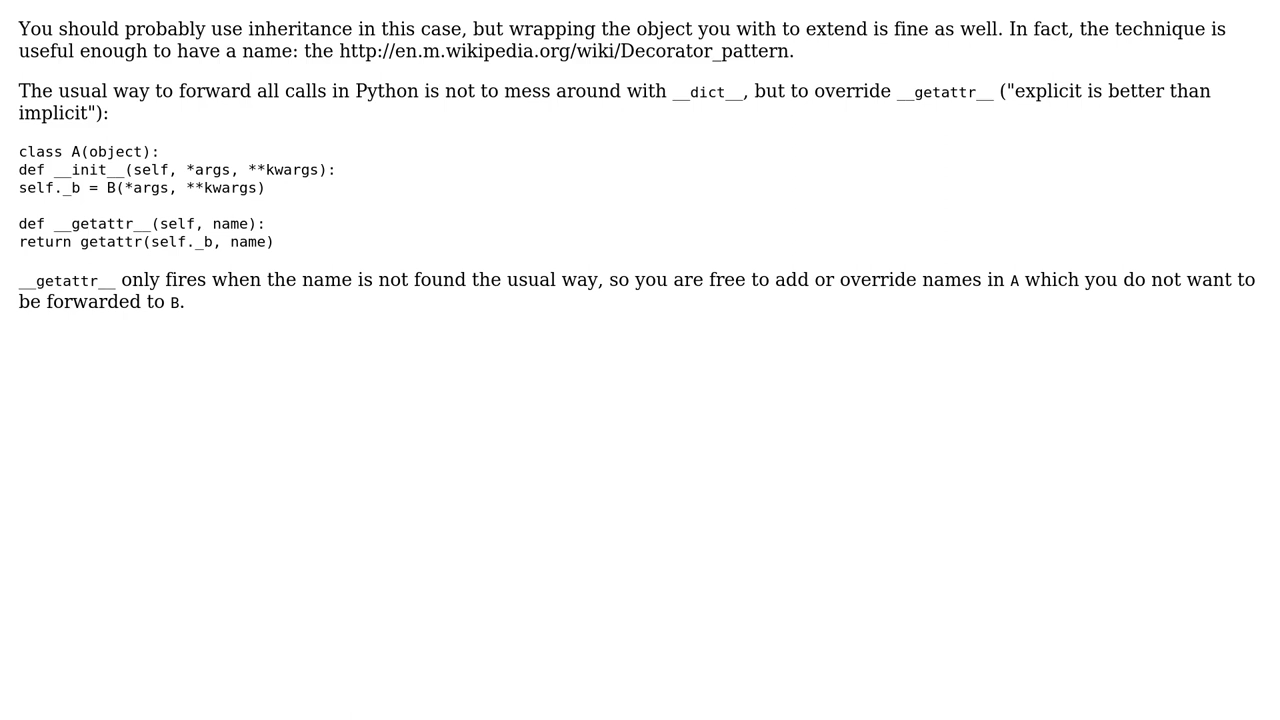 You should probably use inheritance in this case, but wrapping the object you with to extend is fine as well. In fact, the technique is
useful enough to have a name: the http://en.m.wikipedia.org/wiki/Decorator_pattern.
The usual way to forward all calls in Python is not to mess around with __dict__, but to override __getattr__ ("explicit is better than
implicit"):
class A(object):
def __init__(self, *args, **kwargs):
self._b = B(*args, **kwargs)
def __getattr__(self, name):
return getattr(self._b, name)
__getattr__ only fires when the name is not found the usual way, so you are free to add or override names in A which you do not want to
be forwarded to B.